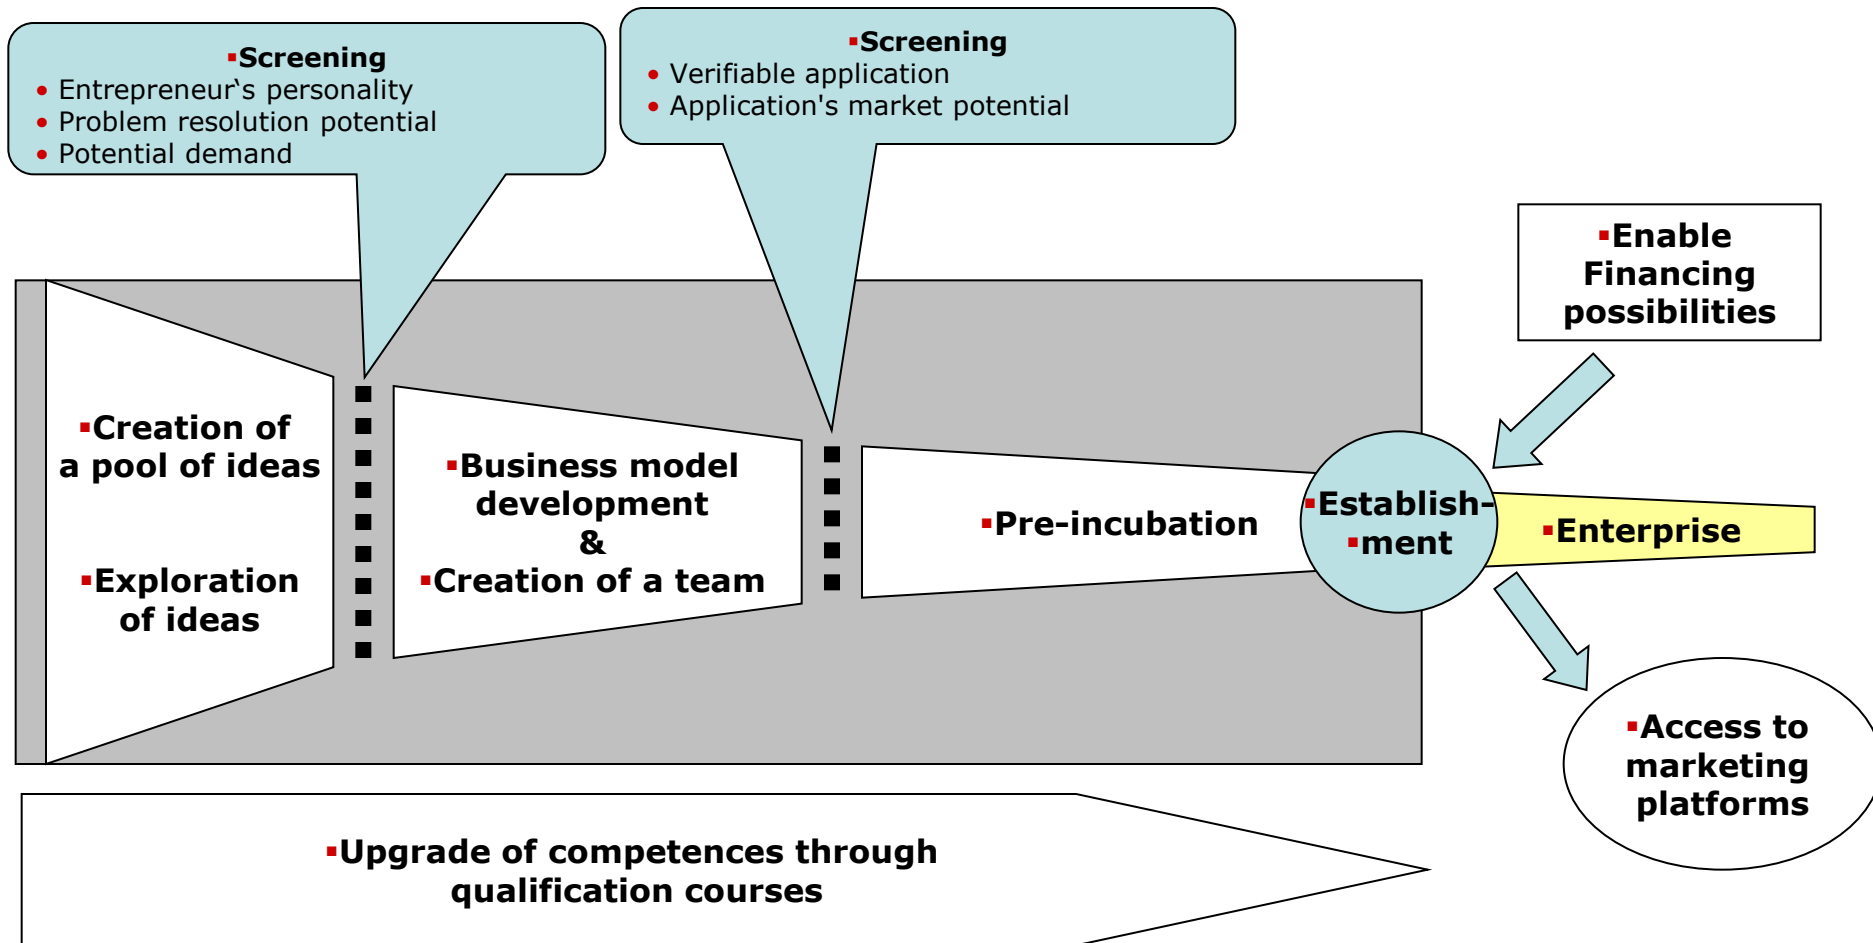 ▪Screening
• Entrepreneur‘s personality
• Problem resolution potential
• Potential demand
▪Screening
• Verifiable application
• Application's market potential
▪Enable
Financing
possibilities
▪Creation of
a pool of ideas
▪Exploration
of ideas
▪Business model
development
&
▪Creation of a team
▪Pre-incubation
▪Establish-
▪ment
▪Enterprise
▪Access to
marketing
platforms
▪Upgrade of competences through
qualification courses